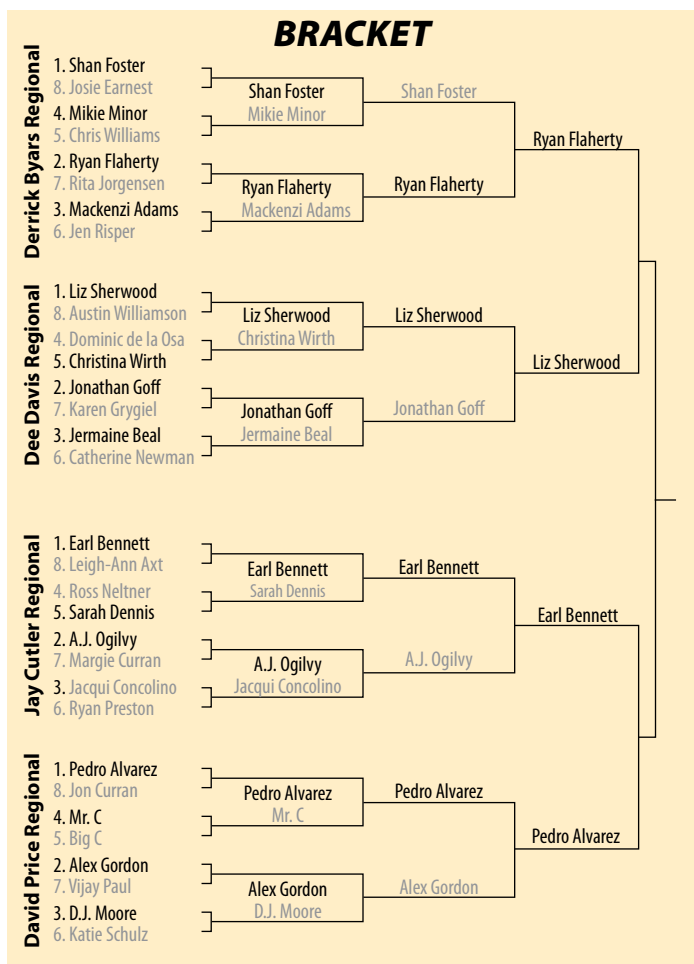 BRACKET
Derrick Byars Regional
1. Shan Foster
8. Josie Earnest
4. Mikie Minor
5. Chris Williams
2. Ryan Flaherty
7. Rita Jorgensen
3. Mackenzi Adams
6. Jen Risper
Shan Foster
Mikie Minor
Ryan Flaherty
Mackenzi Adams
Shan Foster
Ryan Flaherty
Ryan Flaherty
Dee Davis Regional
1. Liz Sherwood
8. Austin Williamson
4. Dominic de la Osa
5. Christina Wirth
2. Jonathan Goff
7. Karen Grygiel
3. Jermaine Beal
6. Catherine Newman
Liz Sherwood
Christina Wirth
Jonathan Goff
Jermaine Beal
Liz Sherwood
Jonathan Goff
Liz Sherwood
Jay Cutler Regional
1. Earl Bennett
8. Leigh-Ann Axt
4. Ross Neltner
5. Sarah Dennis
2. A.J. Ogilvy
7. Margie Curran
3. Jacqui Concolino
6. Ryan Preston
Earl Bennett
Sarah Dennis
A.J. Ogilvy
Jacqui Concolino
Earl Bennett
A.J. Ogilvy
Earl Bennett
David Price Regional
1. Pedro Alvarez
8. Jon Curran
4. Mr. C
5. Big C
2. Alex Gordon
7. Vijay Paul
3. D.J. Moore
6. Katie Schulz
Pedro Alvarez
Mr. C
Alex Gordon
D.J. Moore
Pedro Alvarez
Alex Gordon
Pedro Alvarez